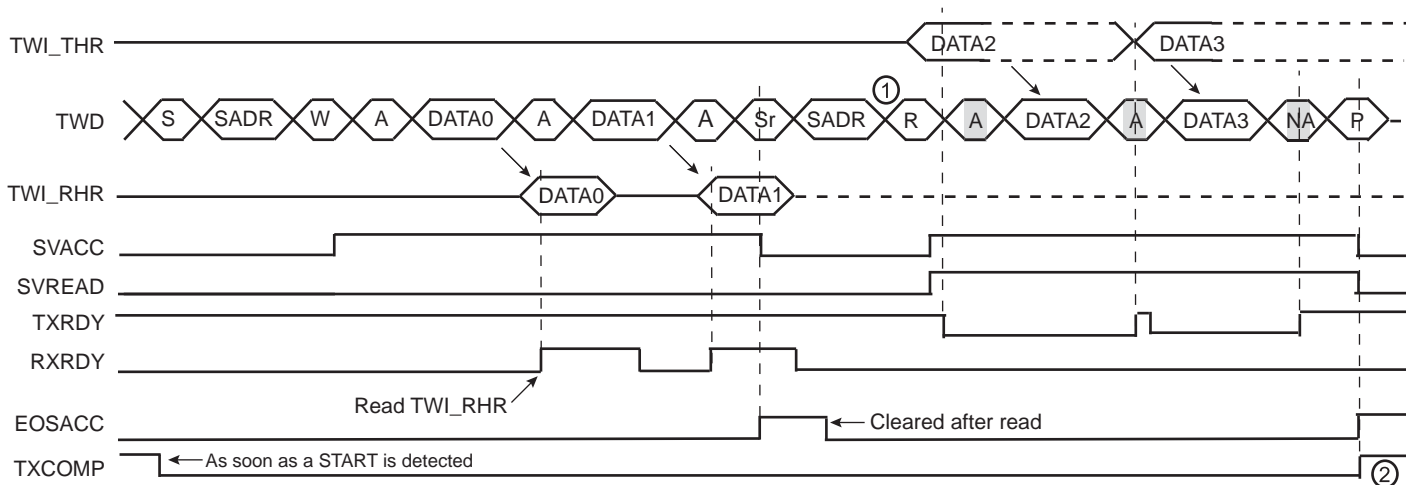 TWI_THR DATA2 DATA3
①
TWD S SADR W A DATA0 A DATA1 A Sr SADR R A DATA2 A DATA3 NA P
TWI_RHR DATA0 DATA1
SVACC
SVREAD
TXRDY
RXRDY
Read TWI_RHR
EOSACC Cleared after read
TXCOMP As soon as a START is detected ②